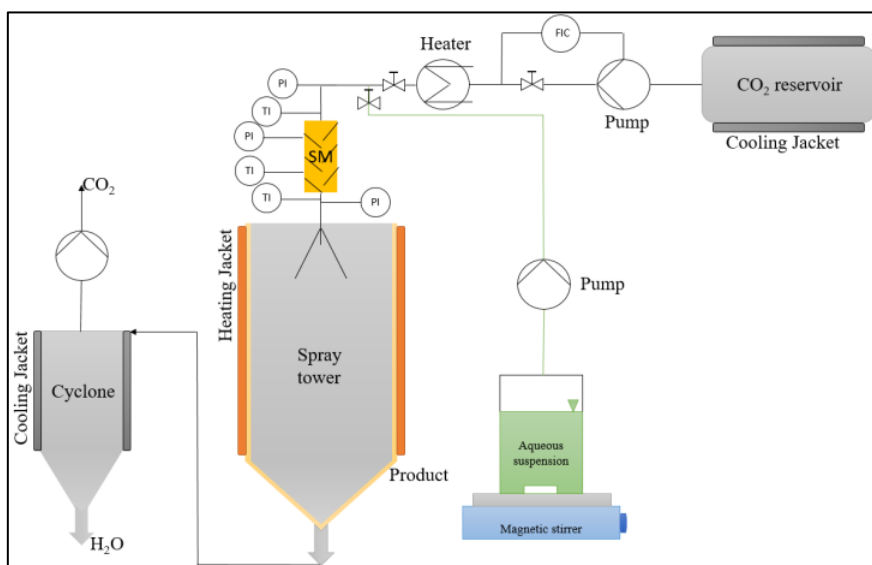 Heater
FIC
CO₂ reservoir
Pump
Cooling Jacket
PI
TI
PI
SM
TI
TI
PI
CO₂
Heating Jacket
Pump
Cooling Jacket
Cyclone
Spray
tower
Product
Aqueous
suspension
Magnetic stirrer
H₂O